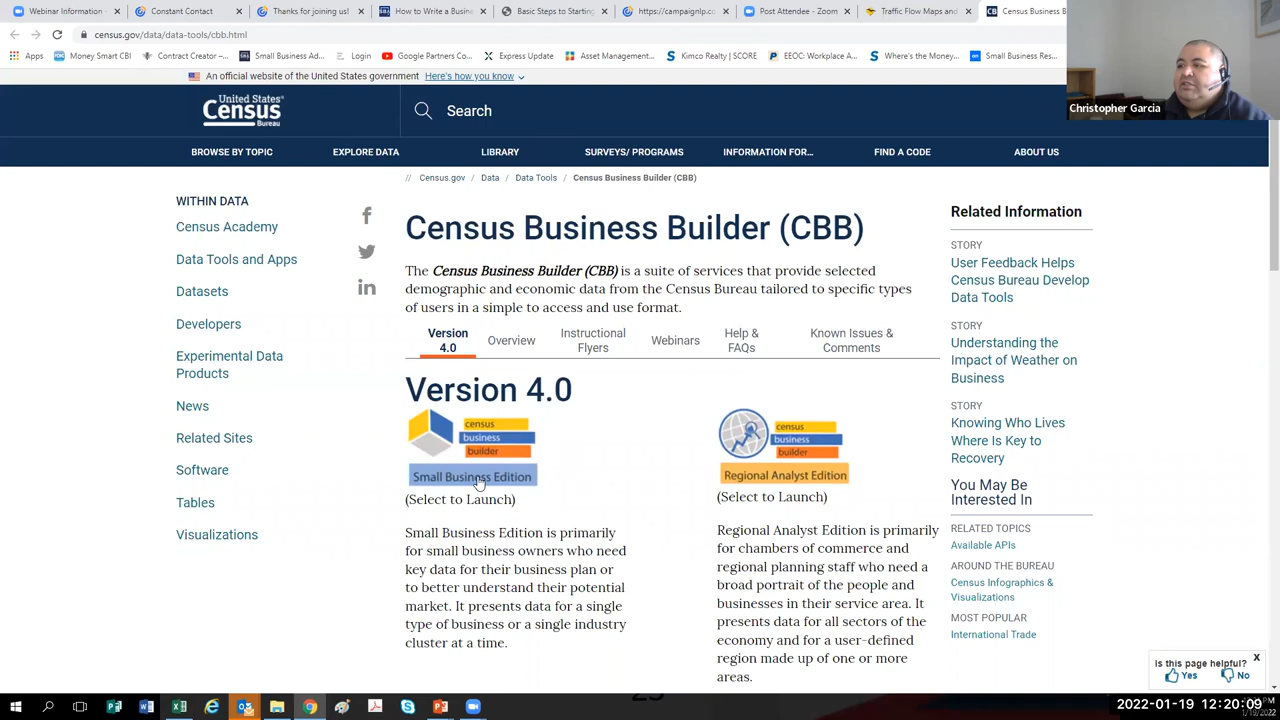 Webinar Information -
Constant Contact
Thanks for joining us!
How to Write a Busin
Basic Steps to Starting
https://campaignlp.co
Post Attendee - Zoom
Traffic Flow Maps and
Census Business B
census.gov/data/data-tools/cbb.html
Apps
Money Smart CBI
Contract Creator –...
Small Business Ad...
Login
Google Partners Co...
Express Update
Asset Management...
Kimco Realty | SCORE
EEOC: Workplace A...
Where's the Money...
Small Business Res...
An official website of the United States government
Here's how you know
Christopher Garcia
United States
Census
Bureau
Search
BROWSE BY TOPIC
EXPLORE DATA
LIBRARY
SURVEYS/ PROGRAMS
INFORMATION FOR...
FIND A CODE
ABOUT US
// Census.gov / Data / Data Tools / Census Business Builder (CBB)
WITHIN DATA
Census Academy
Data Tools and Apps
Datasets
Developers
Experimental Data
Products
News
Related Sites
Software
Tables
Visualizations
Census Business Builder (CBB)
The Census Business Builder (CBB) is a suite of services that provide selected
demographic and economic data from the Census Bureau tailored to specific types
of users in a simple to access and use format.
Version
4.0
Overview
Instructional
Flyers
Webinars
Help &
FAQs
Known Issues &
Comments
Version 4.0
census
business
builder
Small Business Edition
(Select to Launch)
Small Business Edition is primarily
for small business owners who need
key data for their business plan or
to better understand their potential
market. It presents data for a single
type of business or a single industry
cluster at a time.
census
business
builder
Regional Analyst Edition
(Select to Launch)
Regional Analyst Edition is primarily
for chambers of commerce and
regional planning staff who need a
broad portrait of the people and
businesses in their service area. It
presents data for all sectors of the
economy and for a user-defined
region made up of one or more
areas.
Related Information
STORY
User Feedback Helps
Census Bureau Develop
Data Tools
STORY
Understanding the
Impact of Weather on
Business
STORY
Knowing Who Lives
Where Is Key to
Recovery
You May Be
Interested In
RELATED TOPICS
Available APIs
AROUND THE BUREAU
Census Infographics &
Visualizations
MOST POPULAR
International Trade
Is this page helpful?
X
Yes
No
2022-01-19 12:20:09